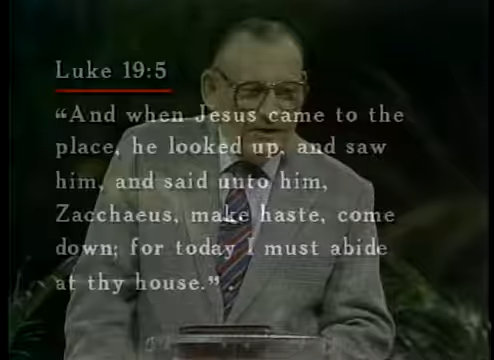 Luke 19:5
“And when Jesus came to the
place, he looked up, and saw
him, and said unto him,
Zacchaeus, make haste, come
down; for today I must abide
at thy house.”